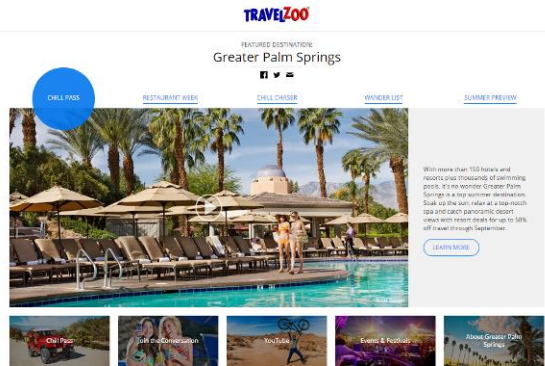 TRAVELZOO
FEATURED DESTINATION:
Greater Palm Springs
CHILL PASS
RESTAURANT WEEK
CHILL CHASER
WANDER LIST
SUMMER PREVIEW
With more than 150 hotels and
resorts plus thousands of swimming
pools, it's no wonder Greater Palm
Springs is a top summer destination.
Soak up the sun, relax at a top-notch
spa and catch panoramic desert
views with resort deals for up to 58%
off travel through September.
LEARN MORE
Chill Pass
Join the Conversation
YouTube
Events & Festivals
About Greater Palm
Springs